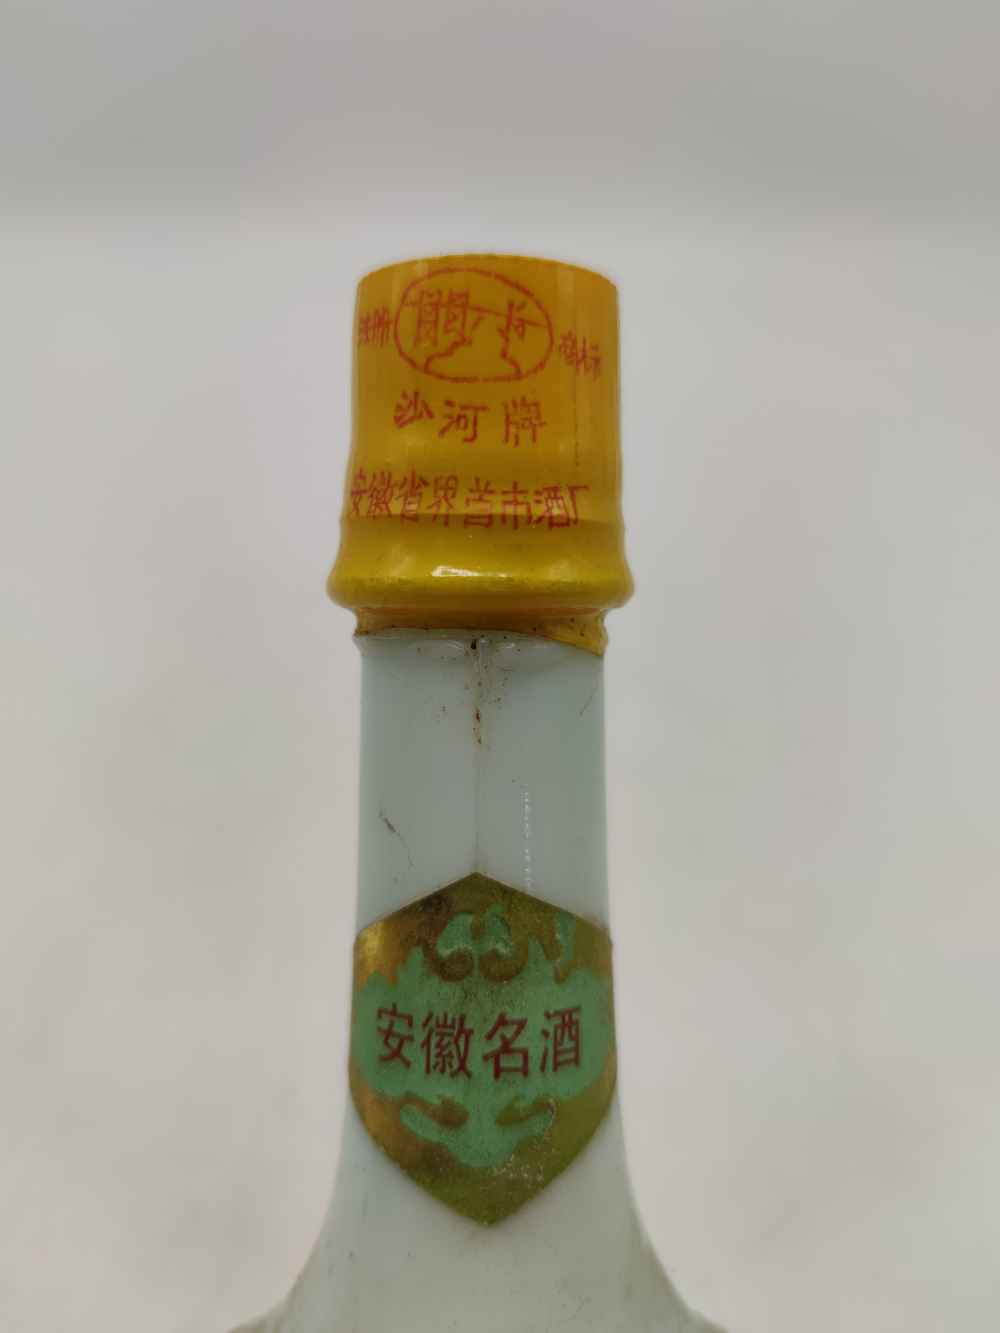 注册 商标
沙河牌
安徽省界首市酒厂
安徽名酒